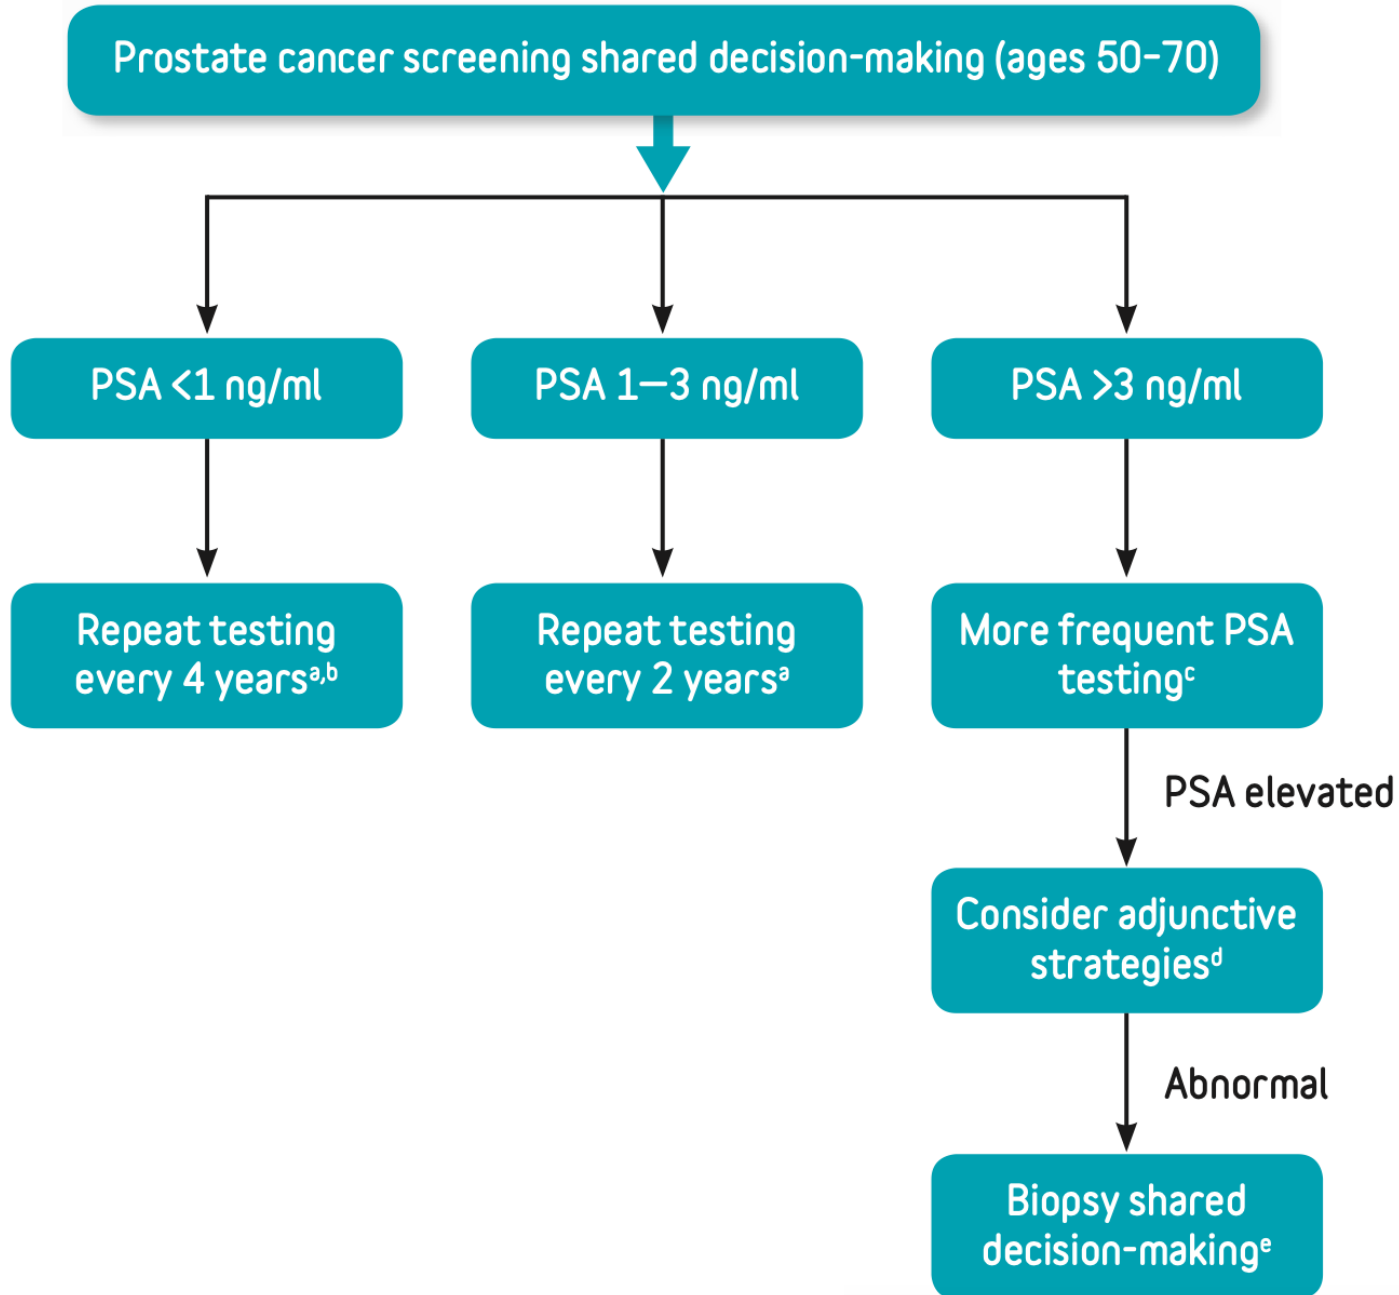 Prostate cancer screening shared decision-making (ages 50–70)
PSA <1 ng/ml
PSA 1–3 ng/ml
PSA >3 ng/ml
Repeat testing
every 4 yearsᵃ,ᵇ
Repeat testing
every 2 yearsᵃ
More frequent PSA
testingᶜ
PSA elevated
Consider adjunctive
strategiesᵈ
Abnormal
Biopsy shared
decision-makingᵉ